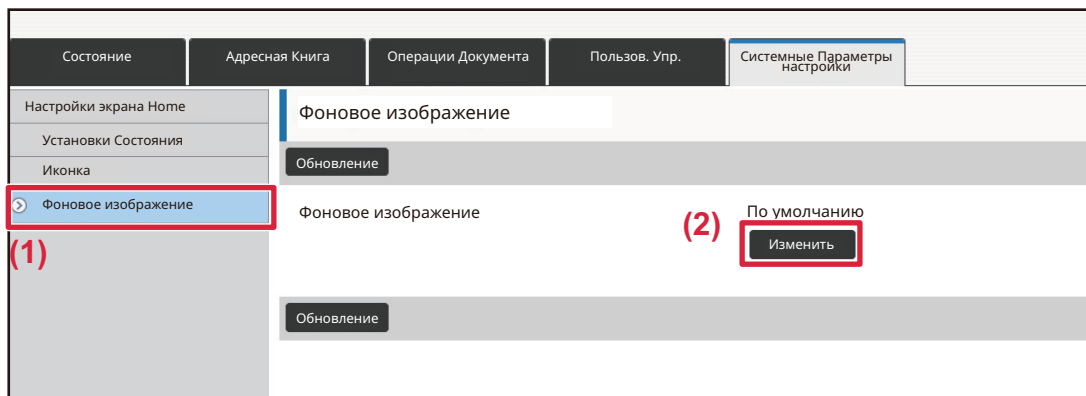 Состояние
Адресная Книга
Операции Документа
Пользов. Упр.
Системные Параметры
настройки
Настройки экрана Home
Установки Состояния
Иконка
Фоновое изображение
(1)
Фоновое изображение
Обновление
Фоновое изображение
По умолчанию
(2)
Изменить
Обновление